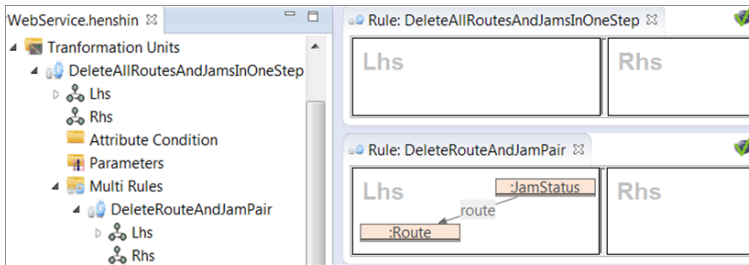 WebService.henshin
Tranformation Units
DeleteAllRoutesAndJamsInOneStep
Lhs
Rhs
Attribute Condition
Parameters
Multi Rules
DeleteRouteAndJamPair
Lhs
Rhs
Rule: DeleteAllRoutesAndJamsInOneStep
Lhs
Rhs
Rule: DeleteRouteAndJamPair
Lhs
:JamStatus
route
:Route
Rhs